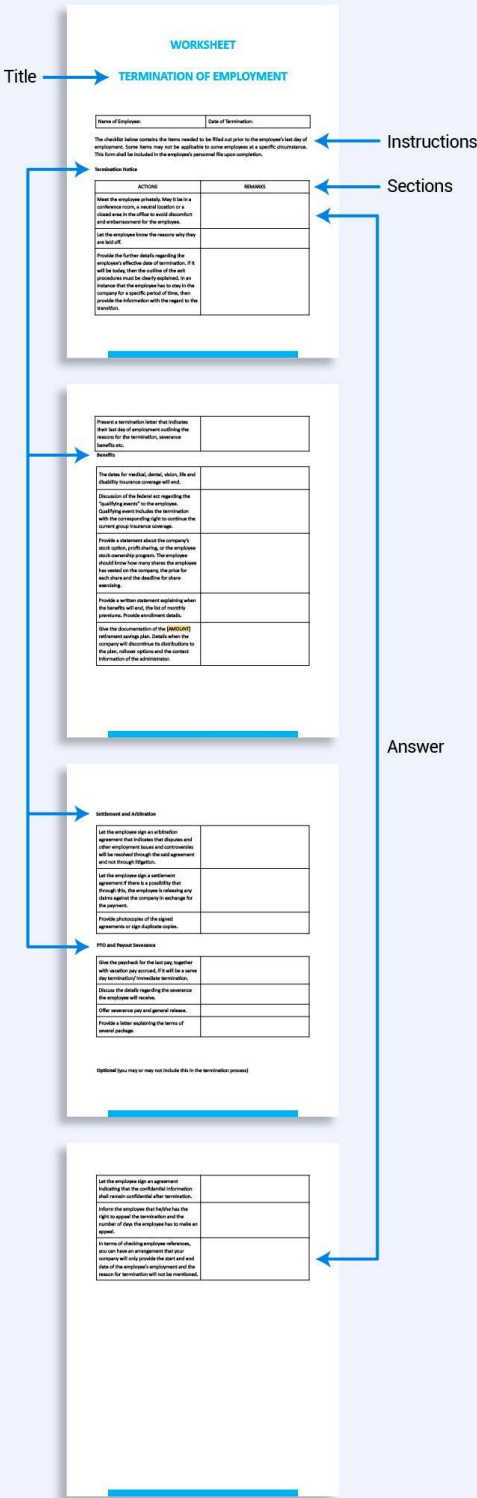 WORKSHEET
Title
TERMINATION OF EMPLOYMENT
Name of Employee: Date of Termination:
The checklist below contains the items needed to be filled out prior to the employee's last day of
employment. Some items may not be applicable to some employees at a specific circumstance.
This form shall be included in the employee's personnel file upon completion.
Instructions
Termination Notice
Sections
ACTIONS REMARKS
Meet the employee privately. May it be in a
conference room, a neutral location or a
closed area in the office to avoid discomfort
and embarrassment for the employee.
Let the employee know the reasons why they
are laid off.
Provide the further details regarding the
employee's effective date of termination. If it
will be today, then the outline of the exit
procedures must be clearly explained. In an
instance that the employee has to stay in the
company for a specific period of time, then
provide the information with the regard to the
transition.
Present a termination letter that indicates
their last day of employment outlining the
reasons for the termination, severance
benefits etc.
Benefits
The dates for medical, dental, vision, life and
disability insurance coverage will end.
Discussion of the federal act regarding the
"qualifying events" to the employee.
Qualifying event includes the termination
with the corresponding right to continue the
current group insurance coverage.
Provide a statement about the company's
stock option, profit sharing, or the employee
stock ownership program. The employee
should know how many shares the employee
has vested on the company, the price for
each share and the deadline for share
exercising.
Provide a written statement explaining when
the benefits will end, the list of monthly
premiums. Provide enrollment details.
Give the documentation of the [AMOUNT]
retirement savings plan. Details when the
company will discontinue its distributions to
the plan, rollover options and the contact
information of the administrator.
Answer
Settlement and Arbitration
Let the employee sign an arbitration
agreement that indicates that disputes and
other employment issues and controversies
will be resolved through the said agreement
and not through litigation.
Let the employee sign a settlement
agreement if there is a possibility that
through this, the employee is releasing any
claims against the company in exchange for
the payment.
Provide photocopies of the signed
agreements or sign duplicate copies.
PTO and Payout Severance
Give the paycheck for the last pay, together
with vacation pay accrued, if it will be a same
day termination/ immediate termination.
Discuss the details regarding the severance
the employee will receive.
Offer severance pay and general release.
Provide a letter explaining the terms of
several package.
Optional (you may or may not include this in the termination process)
Let the employee sign an agreement
indicating that the confidential information
shall remain confidential after termination.
Inform the employee that he/she has the
right to appeal the termination and the
number of days the employee has to make an
appeal.
In terms of checking employee references,
you can have an arrangement that your
company will only provide the start and end
date of the employee's employment and the
reason for termination will not be mentioned.